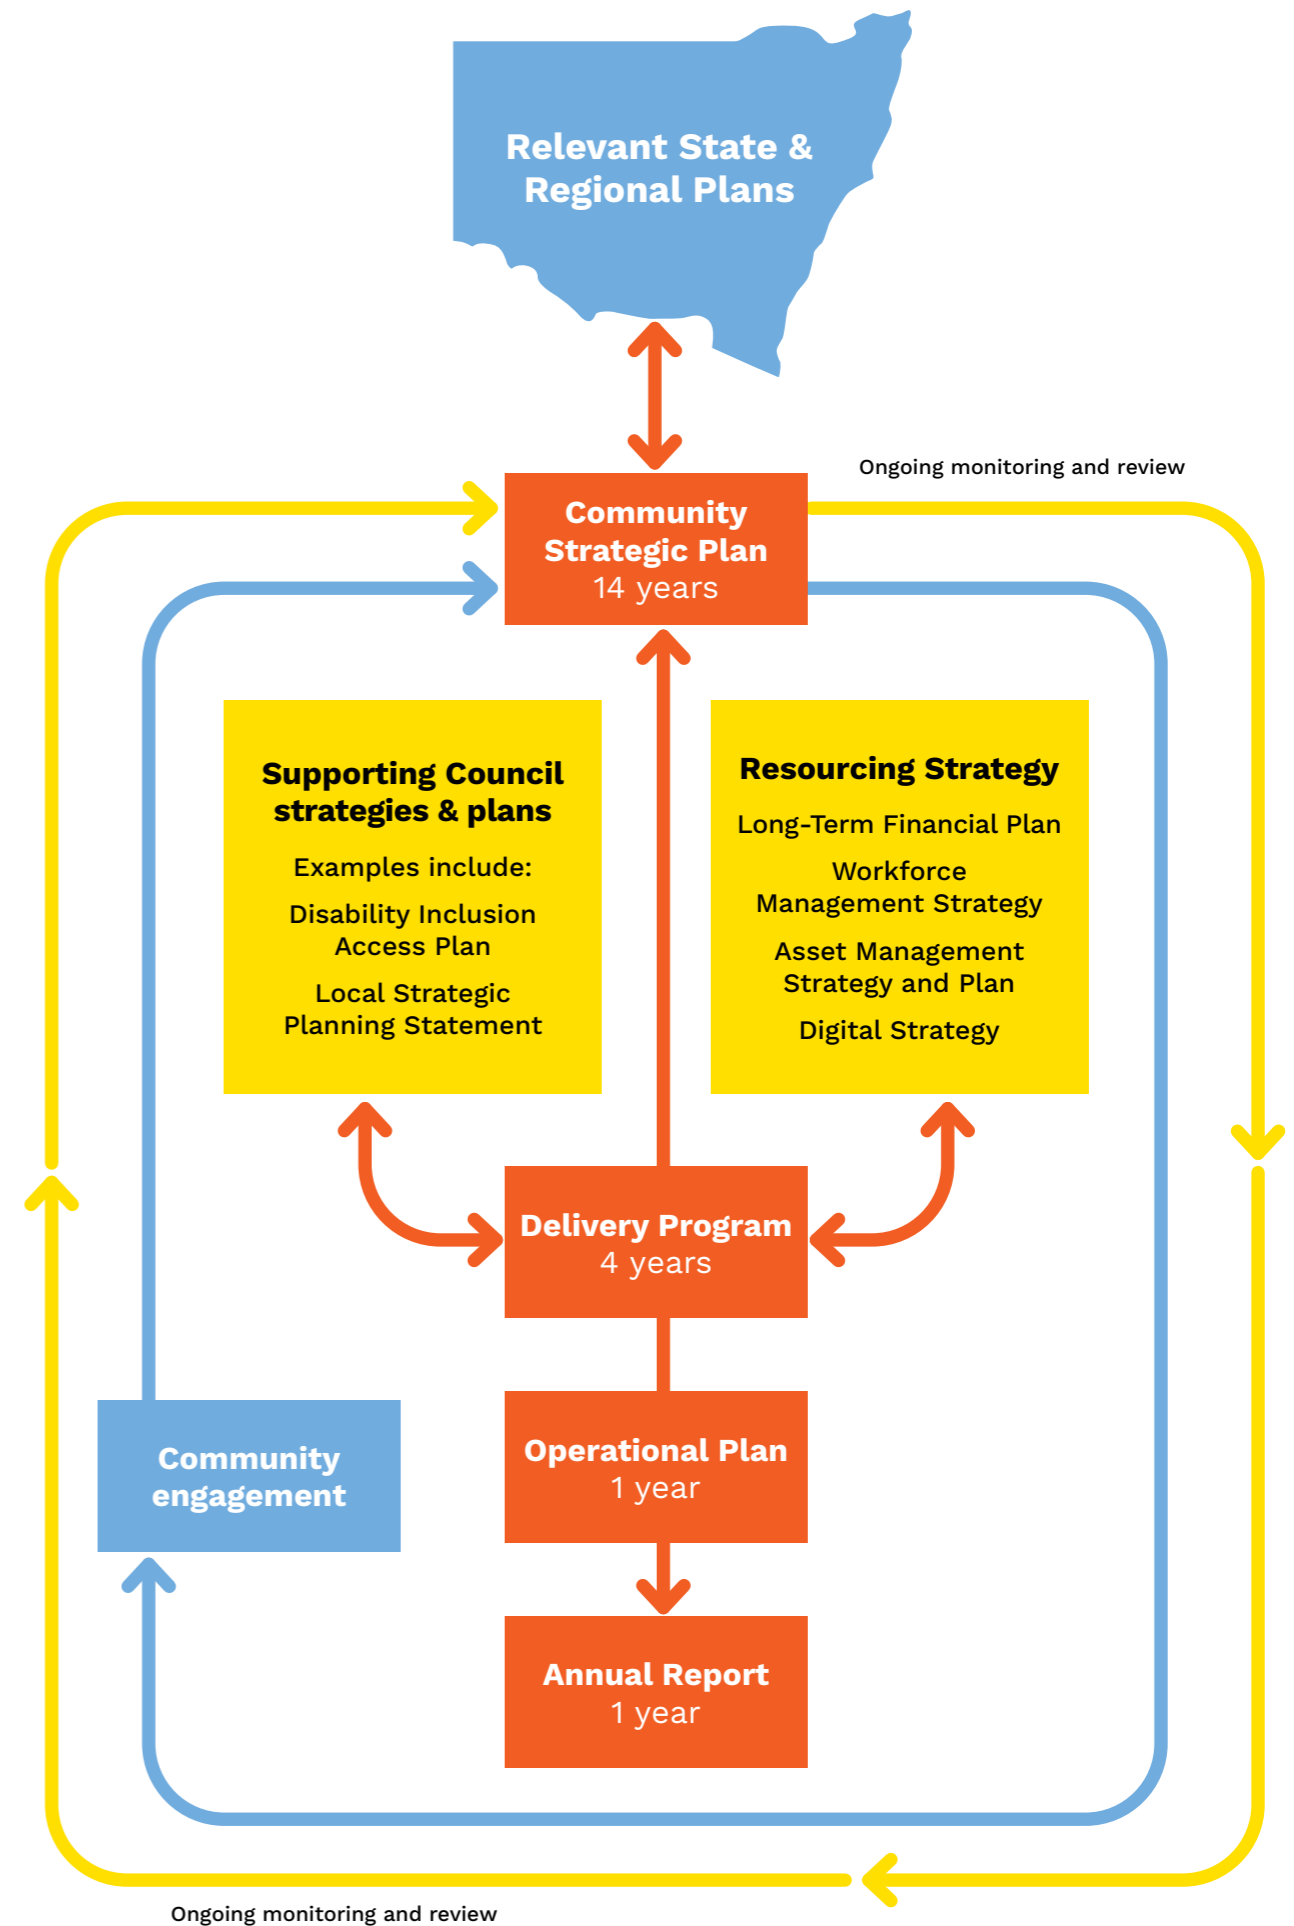 Relevant State &
Regional Plans
Ongoing monitoring and review
Community
Strategic Plan
14 years
Supporting Council
strategies & plans
Examples include:
Disability Inclusion
Access Plan
Local Strategic
Planning Statement
Resourcing Strategy
Long-Term Financial Plan
Workforce
Management Strategy
Asset Management
Strategy and Plan
Digital Strategy
Delivery Program
4 years
Community
engagement
Operational Plan
1 year
Annual Report
1 year
Ongoing monitoring and review